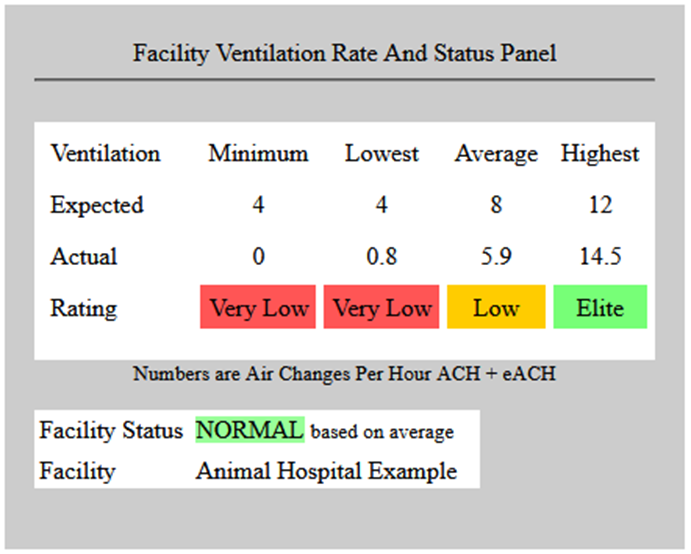 Facility Ventilation Rate And Status Panel
Ventilation Minimum Lowest Average Highest
Expected 4 4 8 12
Actual 0 0.8 5.9 14.5
Rating Very Low Very Low Low Elite
Numbers are Air Changes Per Hour ACH + eACH
Facility Status NORMAL based on average
Facility Animal Hospital Example